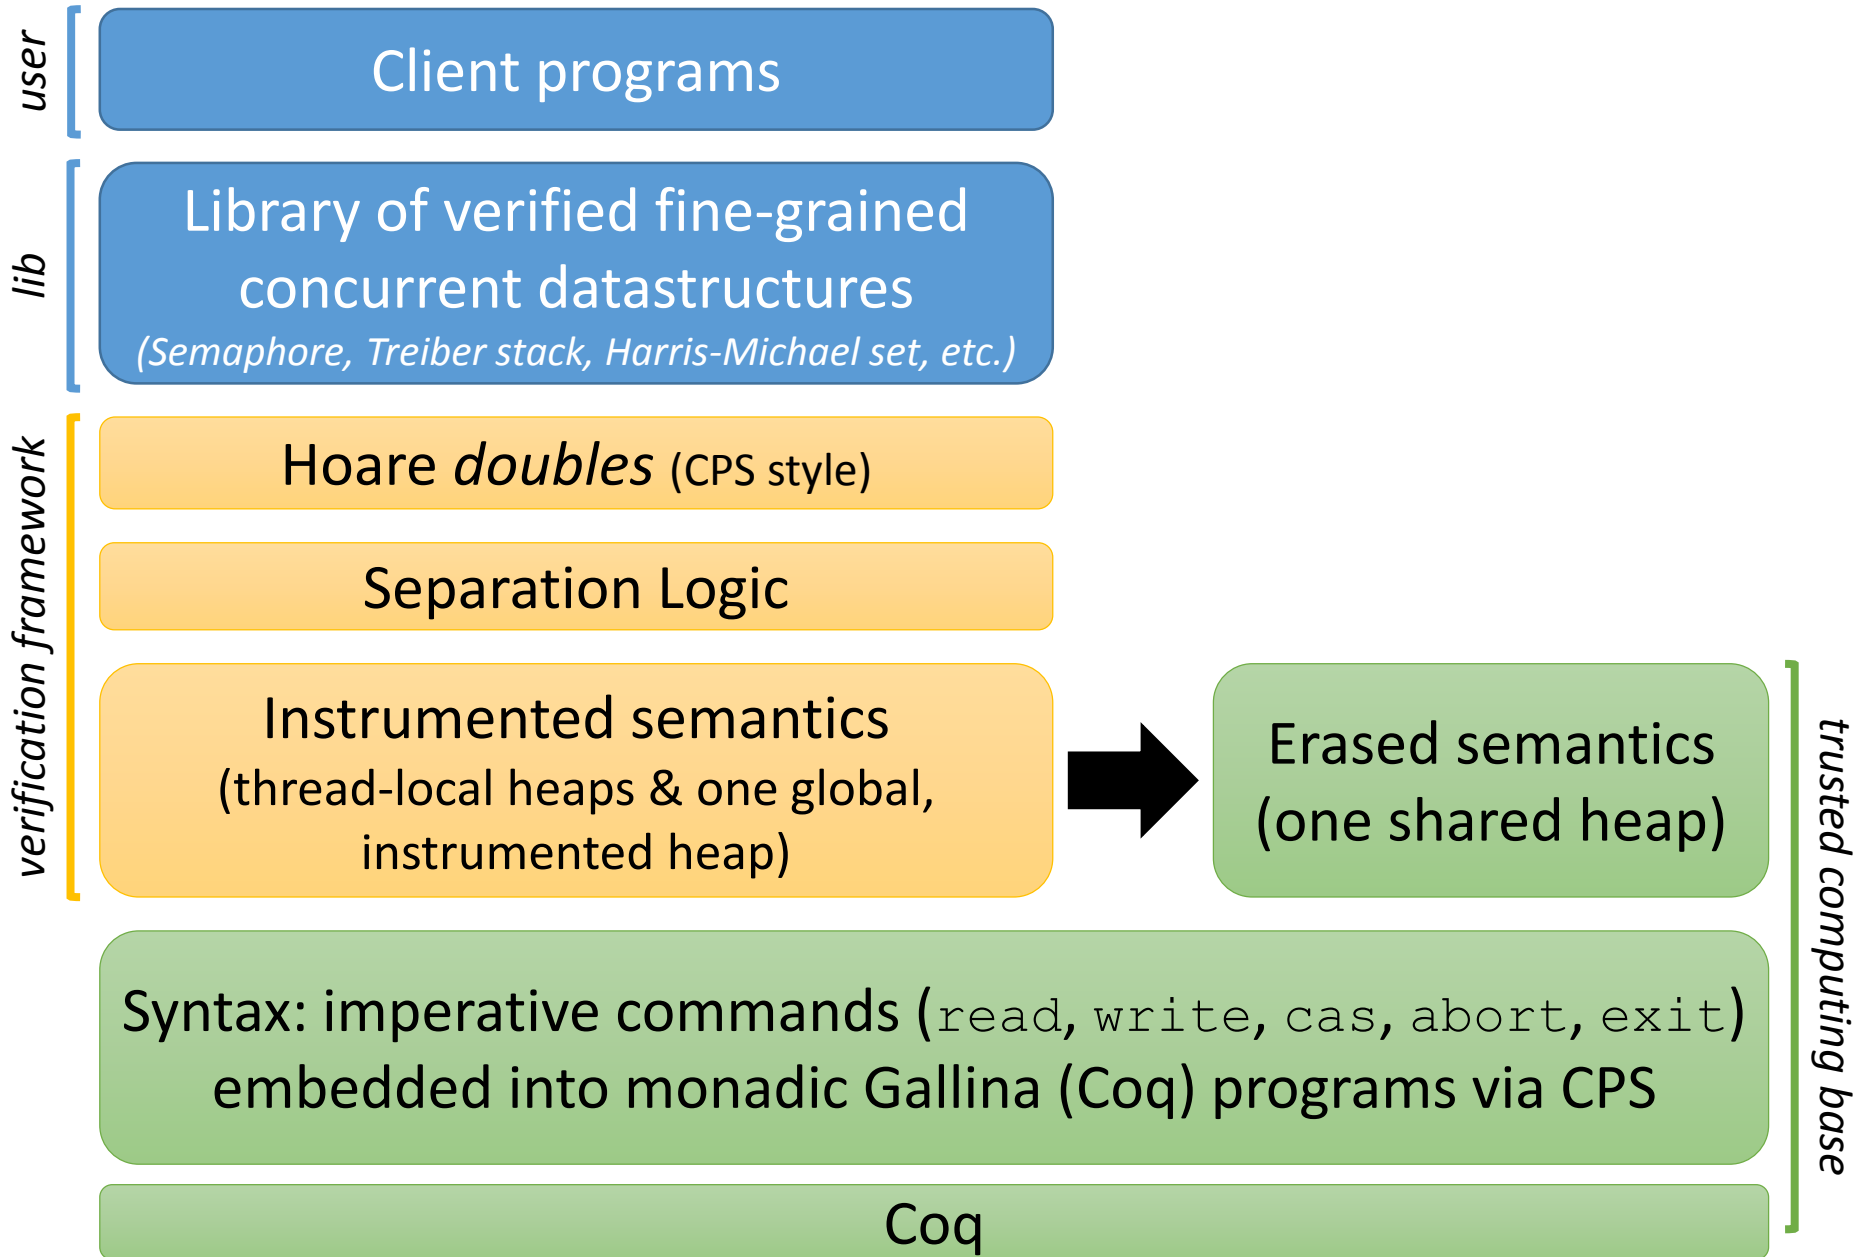 user
Client programs
lib
Library of verified fine-grained
concurrent datastructures
(Semaphore, Treiber stack, Harris-Michael set, etc.)
verification framework
Hoare doubles (CPS style)
Separation Logic
Instrumented semantics
(thread-local heaps & one global,
instrumented heap)
Erased semantics
(one shared heap)
trusted computing base
Syntax: imperative commands (read, write, cas, abort, exit)
embedded into monadic Gallina (Coq) programs via CPS
Coq